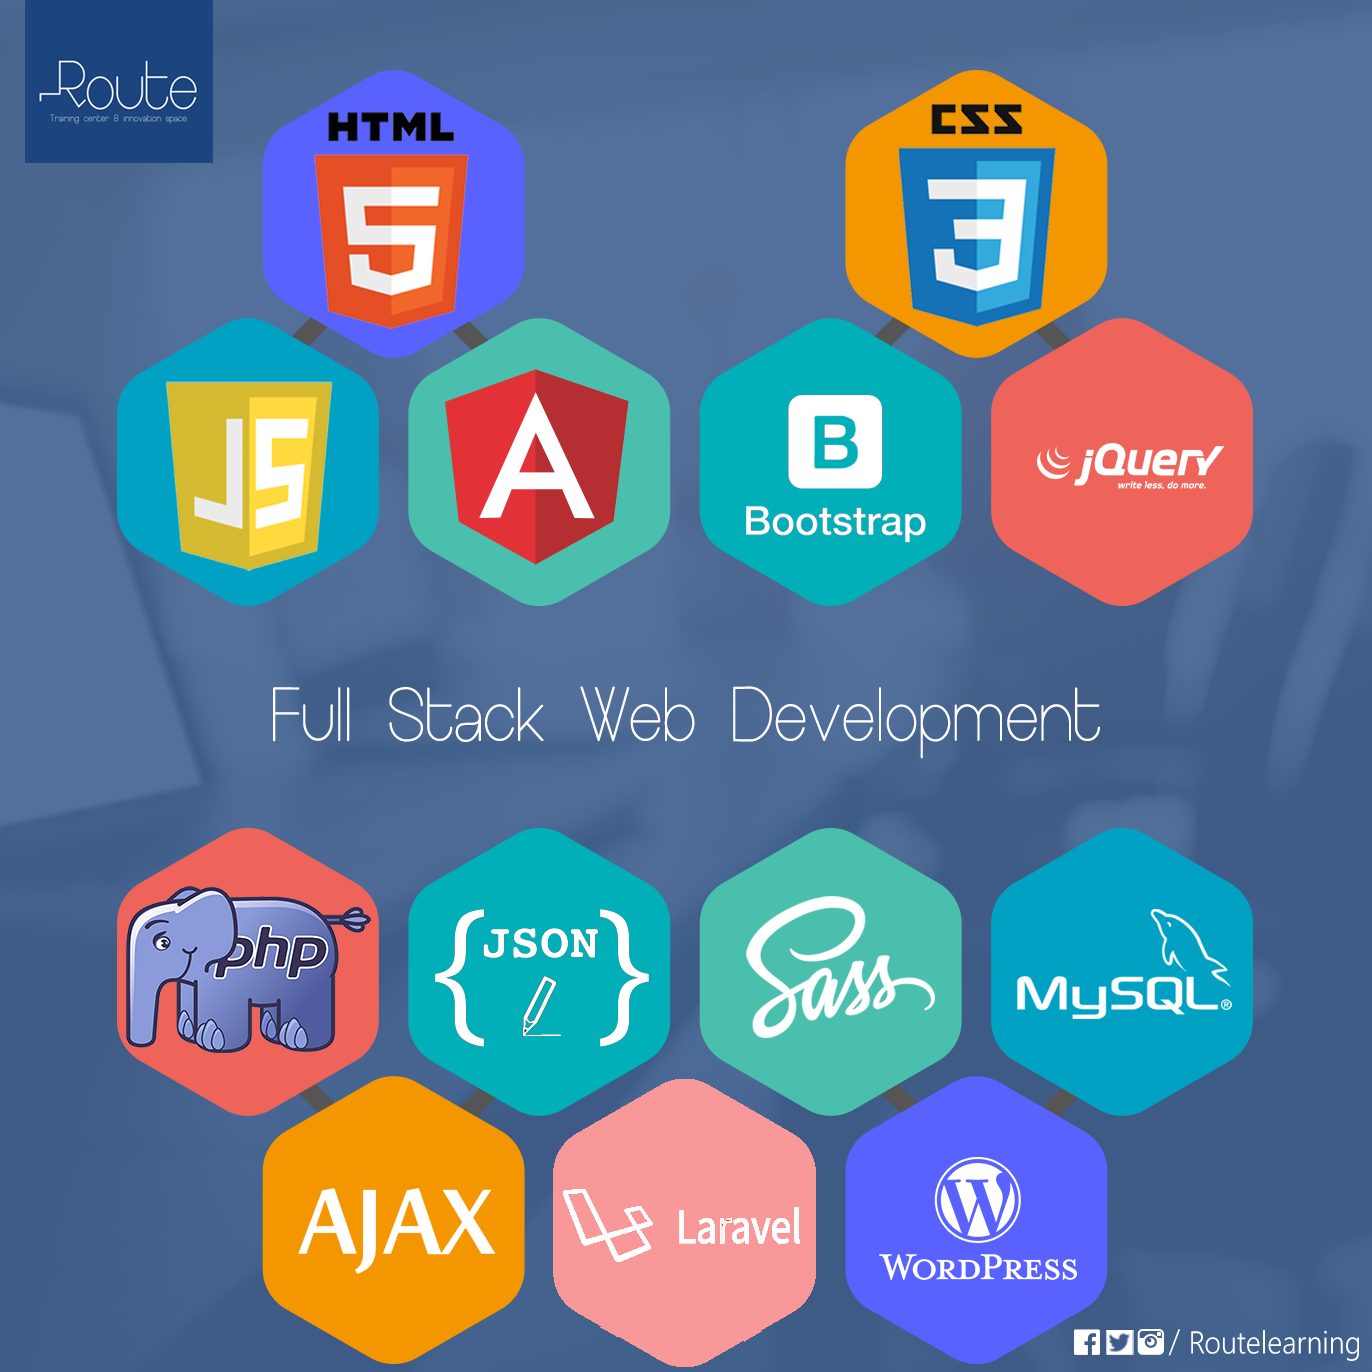 Route
Training center & innovation space
HTML
5
CSS
3
JS
A
B
Bootstrap
jQuery
write less, do more.
Full Stack Web Development
php
{JSON}
Sass
MySQL®
AJAX
Laravel
W
WORDPRESS
/ Routelearning